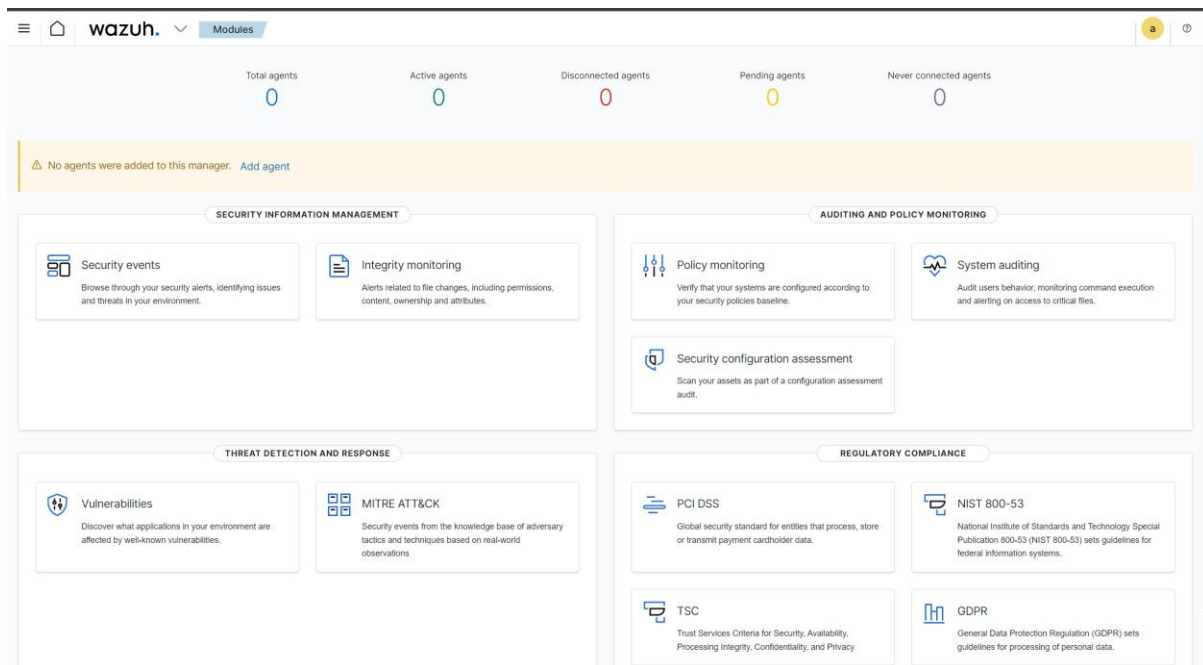 wazuh. Modules a
Total agents Active agents Disconnected agents Pending agents Never connected agents
0 0 0 0 0
No agents were added to this manager. Add agent
SECURITY INFORMATION MANAGEMENT
Security events
Browse through your security alerts, identifying issues
and threats in your environment.
Integrity monitoring
Alerts related to file changes, including permissions,
content, ownership and attributes.
AUDITING AND POLICY MONITORING
Policy monitoring
Verify that your systems are configured according to
your security policies baseline.
System auditing
Audit users behavior, monitoring command execution
and alerting on access to critical files.
Security configuration assessment
Scan your assets as part of a configuration assessment
audit.
THREAT DETECTION AND RESPONSE
Vulnerabilities
Discover what applications in your environment are
affected by well-known vulnerabilities.
MITRE ATT&CK
Security events from the knowledge base of adversary
tactics and techniques based on real-world
observations
REGULATORY COMPLIANCE
PCI DSS
Global security standard for entities that process, store
or transmit payment cardholder data.
NIST 800-53
National Institute of Standards and Technology Special
Publication 800-53 (NIST 800-53) sets guidelines for
federal information systems.
TSC
Trust Services Criteria for Security, Availability,
Processing Integrity, Confidentiality, and Privacy
GDPR
General Data Protection Regulation (GDPR) sets
guidelines for processing of personal data.